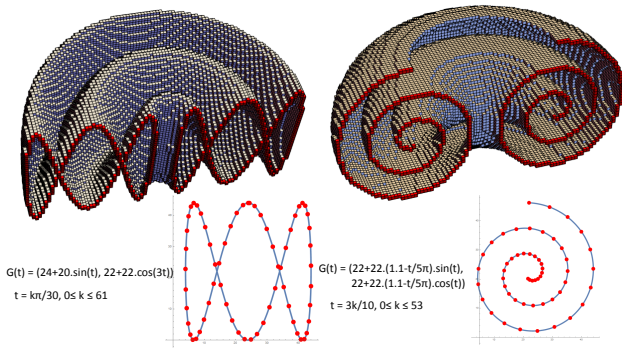 G(t) = (24+20.sin(t), 22+22.cos(3t))
t = kπ/30, 0≤ k ≤ 61
G(t) = (22+22.(1.1-t/5π).sin(t),
22+22.(1.1-t/5π).cos(t))
t = 3k/10, 0≤ k ≤ 53